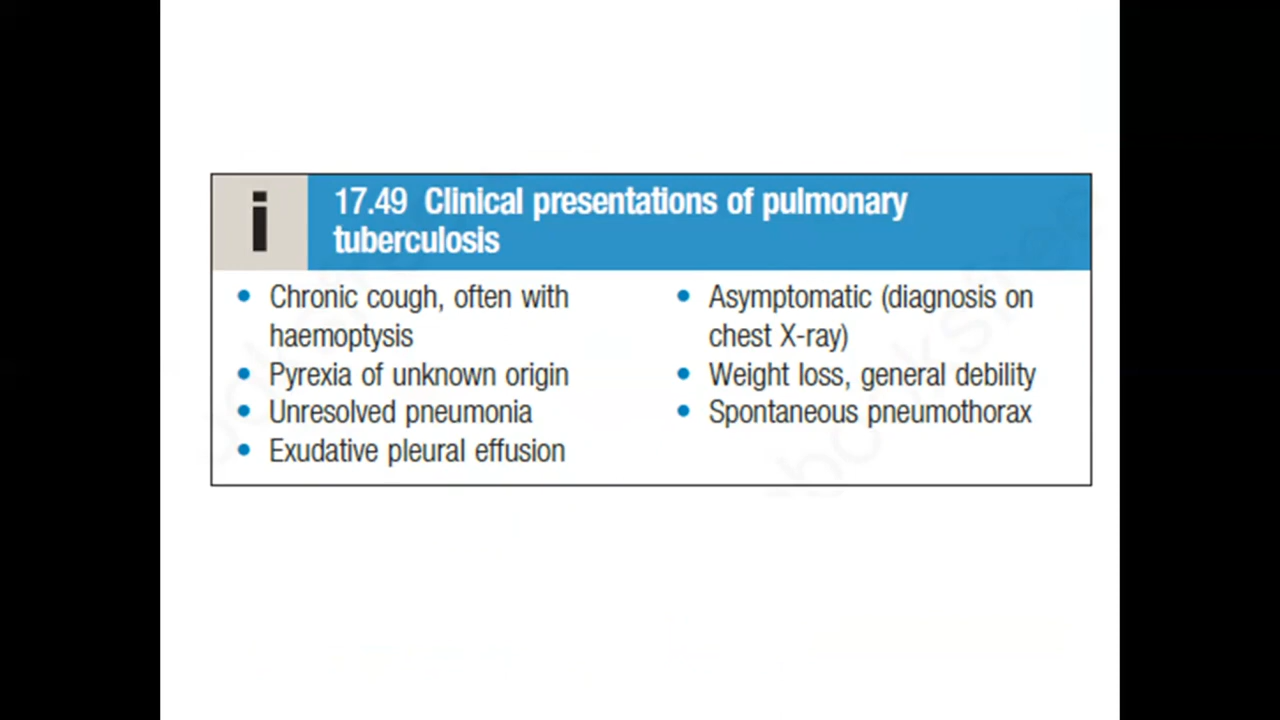 i
17.49 Clinical presentations of pulmonary
tuberculosis
• Chronic cough, often with
haemoptysis
• Pyrexia of unknown origin
• Unresolved pneumonia
• Exudative pleural effusion
• Asymptomatic (diagnosis on
chest X-ray)
• Weight loss, general debility
• Spontaneous pneumothorax